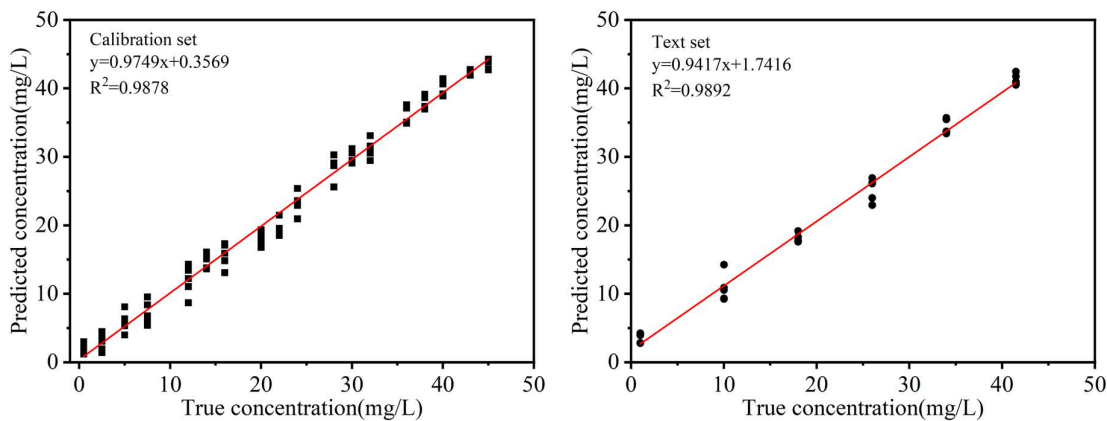 50
40
30
20
10
0
Predicted concentration(mg/L)
Calibration set
y=0.9749x+0.3569
R²=0.9878
0 10 20 30 40 50
True concentration(mg/L)
50
40
30
20
10
0
Predicted concentration(mg/L)
Text set
y=0.9417x+1.7416
R²=0.9892
0 10 20 30 40 50
True concentration(mg/L)